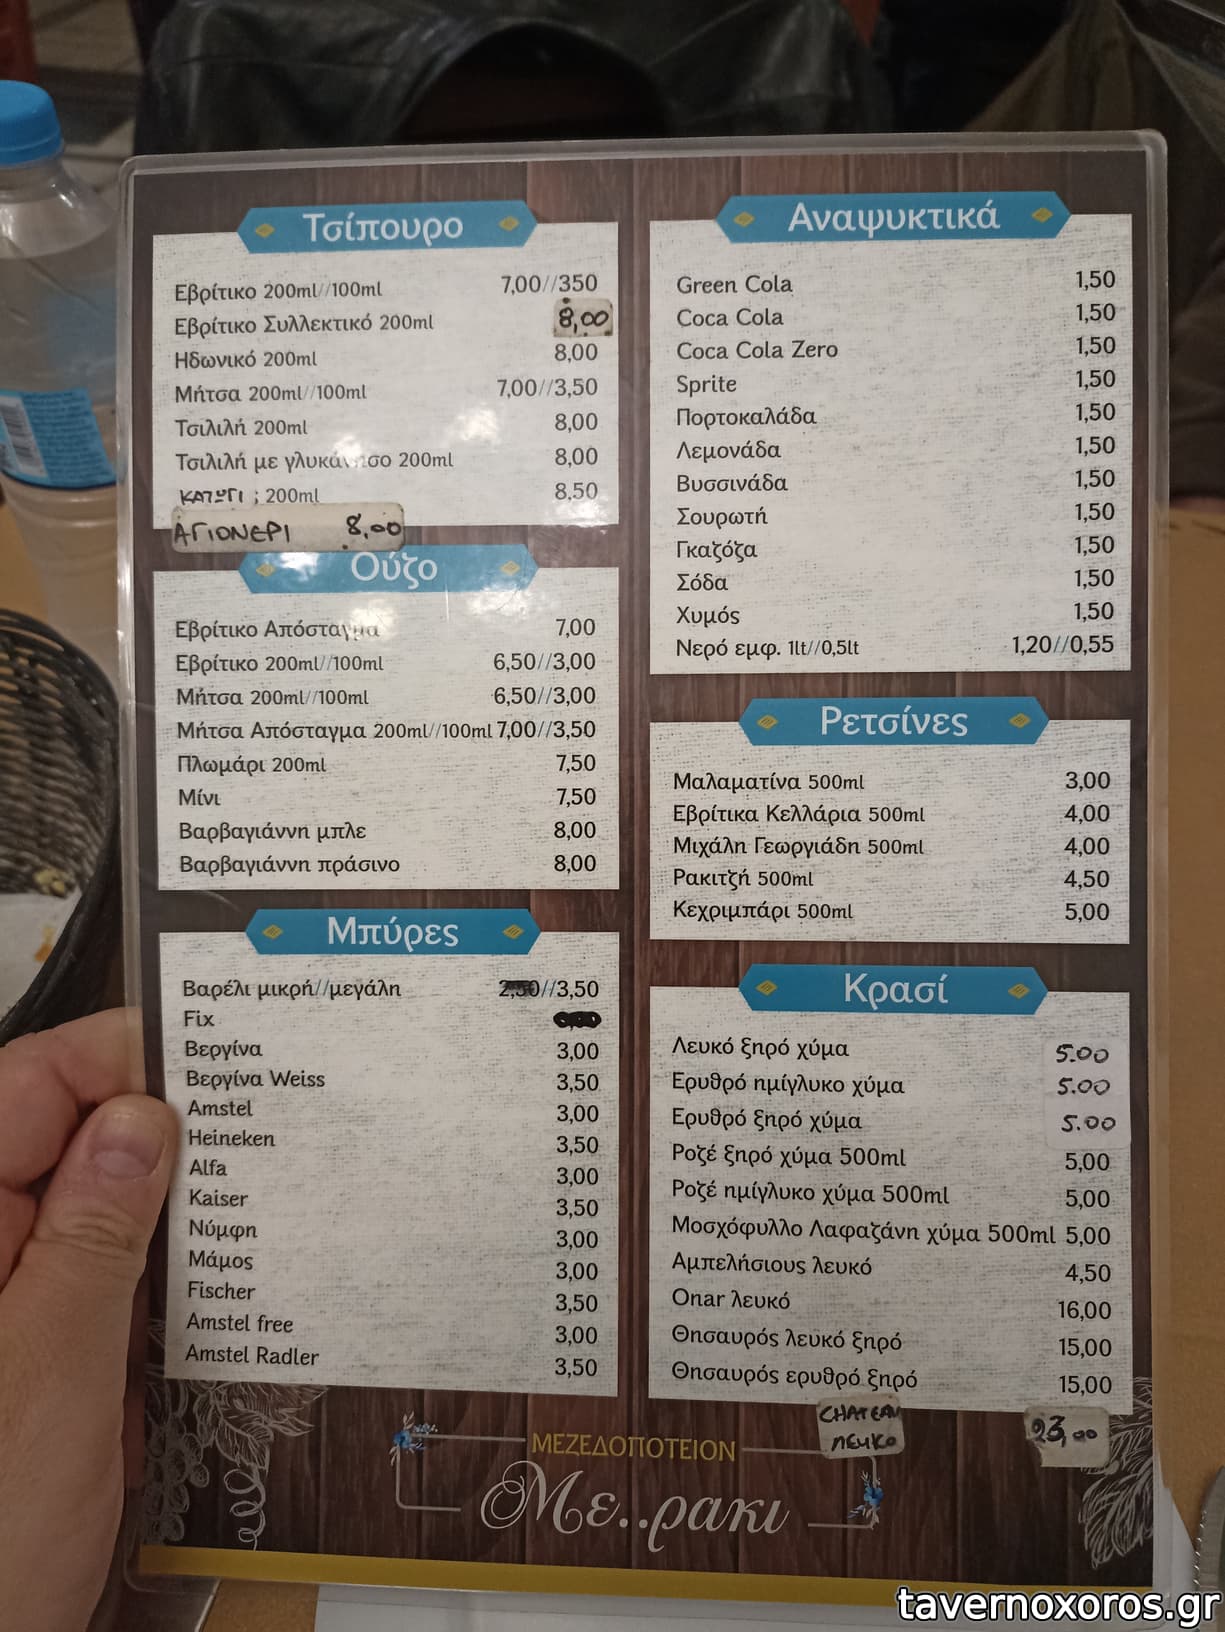 Τσίπουρο
Εβρίτικο 200ml//100ml 7,00//350
Εβρίτικο Συλλεκτικό 200ml 8,00
Ηδωνικό 200ml 8,00
Μήτσα 200ml//100ml 7,00//3,50
Τσιλιλή 200ml 8,00
Τσιλιλή με γλυκάνισο 200ml 8,00
ΚΑΤΩΓΙ ; 200ml 8,50
ΑΓΙΟΝΕΡΙ 8,00
Ούζο
Εβρίτικο Απόσταγμα 7,00
Εβρίτικο 200ml//100ml 6,50//3,00
Μήτσα 200ml//100ml 6,50//3,00
Μήτσα Απόσταγμα 200ml//100ml 7,00//3,50
Πλωμάρι 200ml 7,50
Μίνι 7,50
Βαρβαγιάννη μπλε 8,00
Βαρβαγιάννη πράσινο 8,00
Μπύρες
Βαρέλι μικρή//μεγάλη 2,50//3,50
Fix
Βεργίνα 3,00
Βεργίνα Weiss 3,50
Amstel 3,00
Heineken 3,50
Alfa 3,00
Kaiser 3,50
Νύμφη 3,00
Μάμος 3,00
Fischer 3,50
Amstel free 3,00
Amstel Radler 3,50
Αναψυκτικά
Green Cola 1,50
Coca Cola 1,50
Coca Cola Zero 1,50
Sprite 1,50
Πορτοκαλάδα 1,50
Λεμονάδα 1,50
Βυσσινάδα 1,50
Σουρωτή 1,50
Γκαζόζα 1,50
Σόδα 1,50
Χυμός 1,50
Νερό εμφ. 1lt//0,5lt 1,20//0,55
Ρετσίνες
Μαλαματίνα 500ml 3,00
Εβρίτικα Κελλάρια 500ml 4,00
Μιχάλη Γεωργιάδη 500ml 4,00
Ρακιτζή 500ml 4,50
Κεχριμπάρι 500ml 5,00
Κρασί
Λευκό ξηρό χύμα 5.00
Ερυθρό ημίγλυκο χύμα 5.00
Ερυθρό ξηρό χύμα 5.00
Ροζέ ξηρό χύμα 500ml 5,00
Ροζέ ημίγλυκο χύμα 500ml 5,00
Μοσχόφυλλο Λαφαζάνη χύμα 500ml 5,00
Αμπελήσιους λευκό 4,50
Onar λευκό 16,00
Θησαυρός λευκό ξηρό 15,00
Θησαυρός ερυθρό ξηρό 15,00
CHATEAU
ΛΕΥΚΟ 23,00
ΜΕΖΕΔΟΠΟΤΕΙΟΝ
Με..ρακι
tavernoxoros.gr